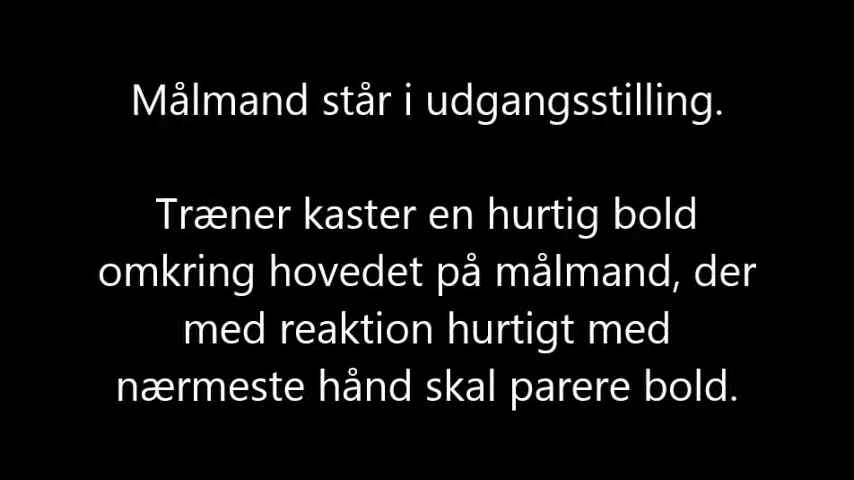 Målmand står i udgangsstilling.
Træner kaster en hurtig bold
omkring hovedet på målmand, der
med reaktion hurtigt med
nærmeste hånd skal parere bold.